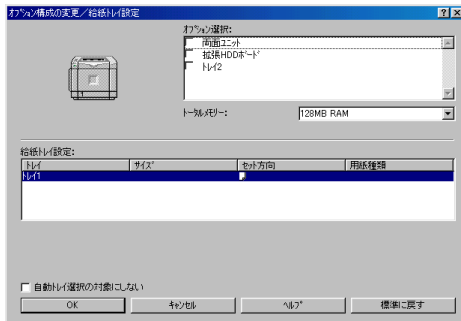 ｵﾌﾟｼｮﾝ構成の変更／給紙ﾄﾚｲ設定
ｵﾌﾟｼｮﾝ選択:
両面ﾕﾆｯﾄ
拡張HDDﾎﾞｰﾄﾞ
ﾄﾚｲ2
ﾄｰﾀﾙﾒﾓﾘｰ: 128MB RAM
給紙ﾄﾚｲ設定:
ﾄﾚｲ ｻｲｽﾞ ｾｯﾄ方向 用紙種類
ﾄﾚｲ1
自動ﾄﾚｲ選択の対象にしない
OK ｷｬﾝｾﾙ ﾍﾙﾌﾟ 標準に戻す